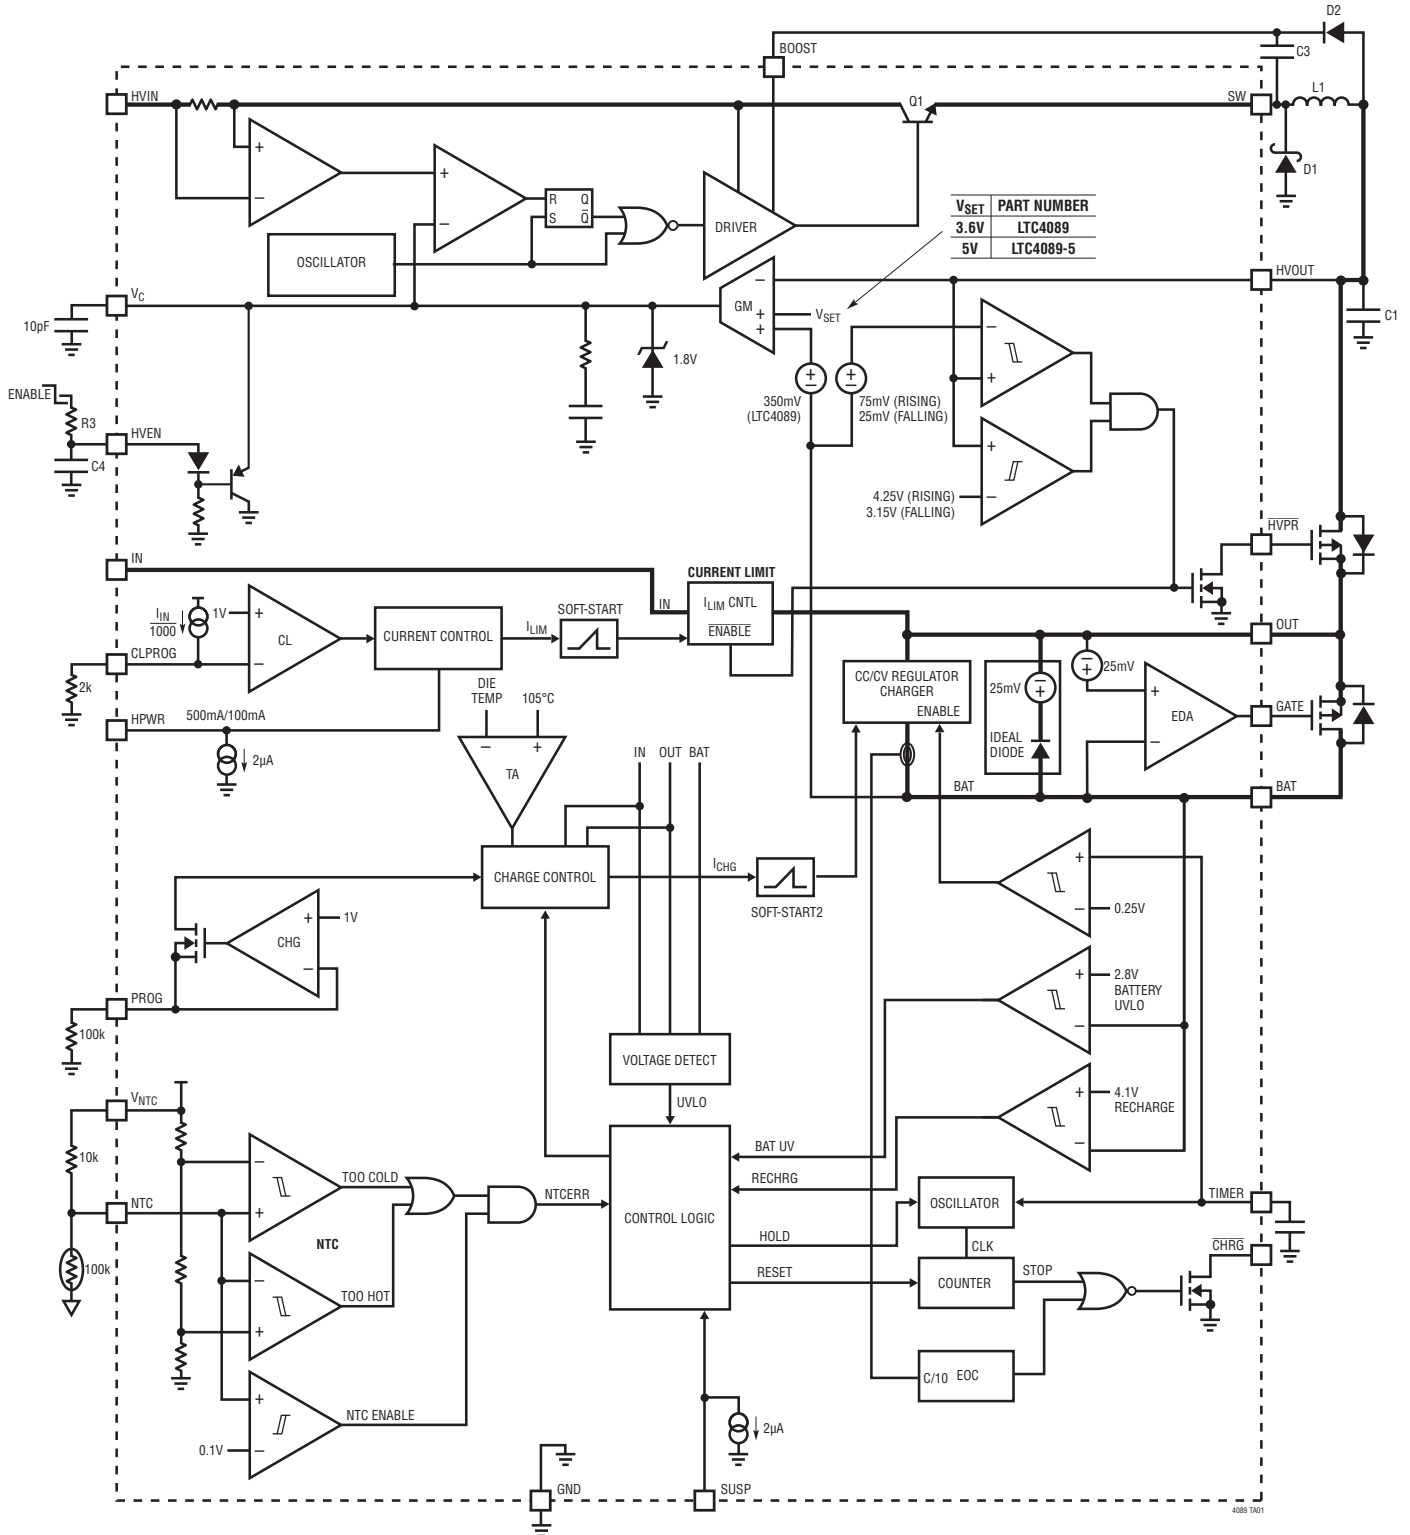 D2
BOOST
C3
HVIN
Q1
SW
L1
D1
+
−
+
−
R Q
S Q̅
DRIVER
OSCILLATOR
VSET PART NUMBER
3.6V LTC4089
5V LTC4089-5
VC
−
GM +
+
VSET
HVOUT
10pF
C1
1.8V
+
−
+
−
−
+
350mV
(LTC4089)
75mV (RISING)
25mV (FALLING)
ENABLE
R3
HVEN
C4
+
−
4.25V (RISING)
3.15V (FALLING)
H̅V̅P̅R̅
IN
CURRENT LIMIT
IIN
1000
1V
+
−
CL
CURRENT CONTROL
ILIM
SOFT-START
IN
ILIM CNTL
E̅N̅A̅B̅L̅E̅
OUT
CLPROG
2k
CC/CV REGULATOR
CHARGER
ENABLE
25mV
−
+
IDEAL
DIODE
−
+
25mV
+
−
EDA
GATE
HPWR
500mA/100mA
2µA
DIE
TEMP
105°C
−
+
TA
IN OUT BAT
BAT
BAT
CHARGE CONTROL
ICHG
SOFT-START2
+
−
0.25V
+
1V
CHG
−
PROG
100k
+
−
2.8V
BATTERY
UVLO
VOLTAGE DETECT
UVLO
+
−
4.1V
RECHARGE
VNTC
10k
−
+
TOO COLD
NTC
NTC
100k
−
+
TOO HOT
NTCERR
CONTROL LOGIC
BAT UV
RECHRG
HOLD
RESET
OSCILLATOR
CLK
COUNTER
STOP
TIMER
C̅H̅R̅G̅
C/10 EOC
+
−
NTC ENABLE
0.1V
2µA
GND
SUSP
4089 TA01